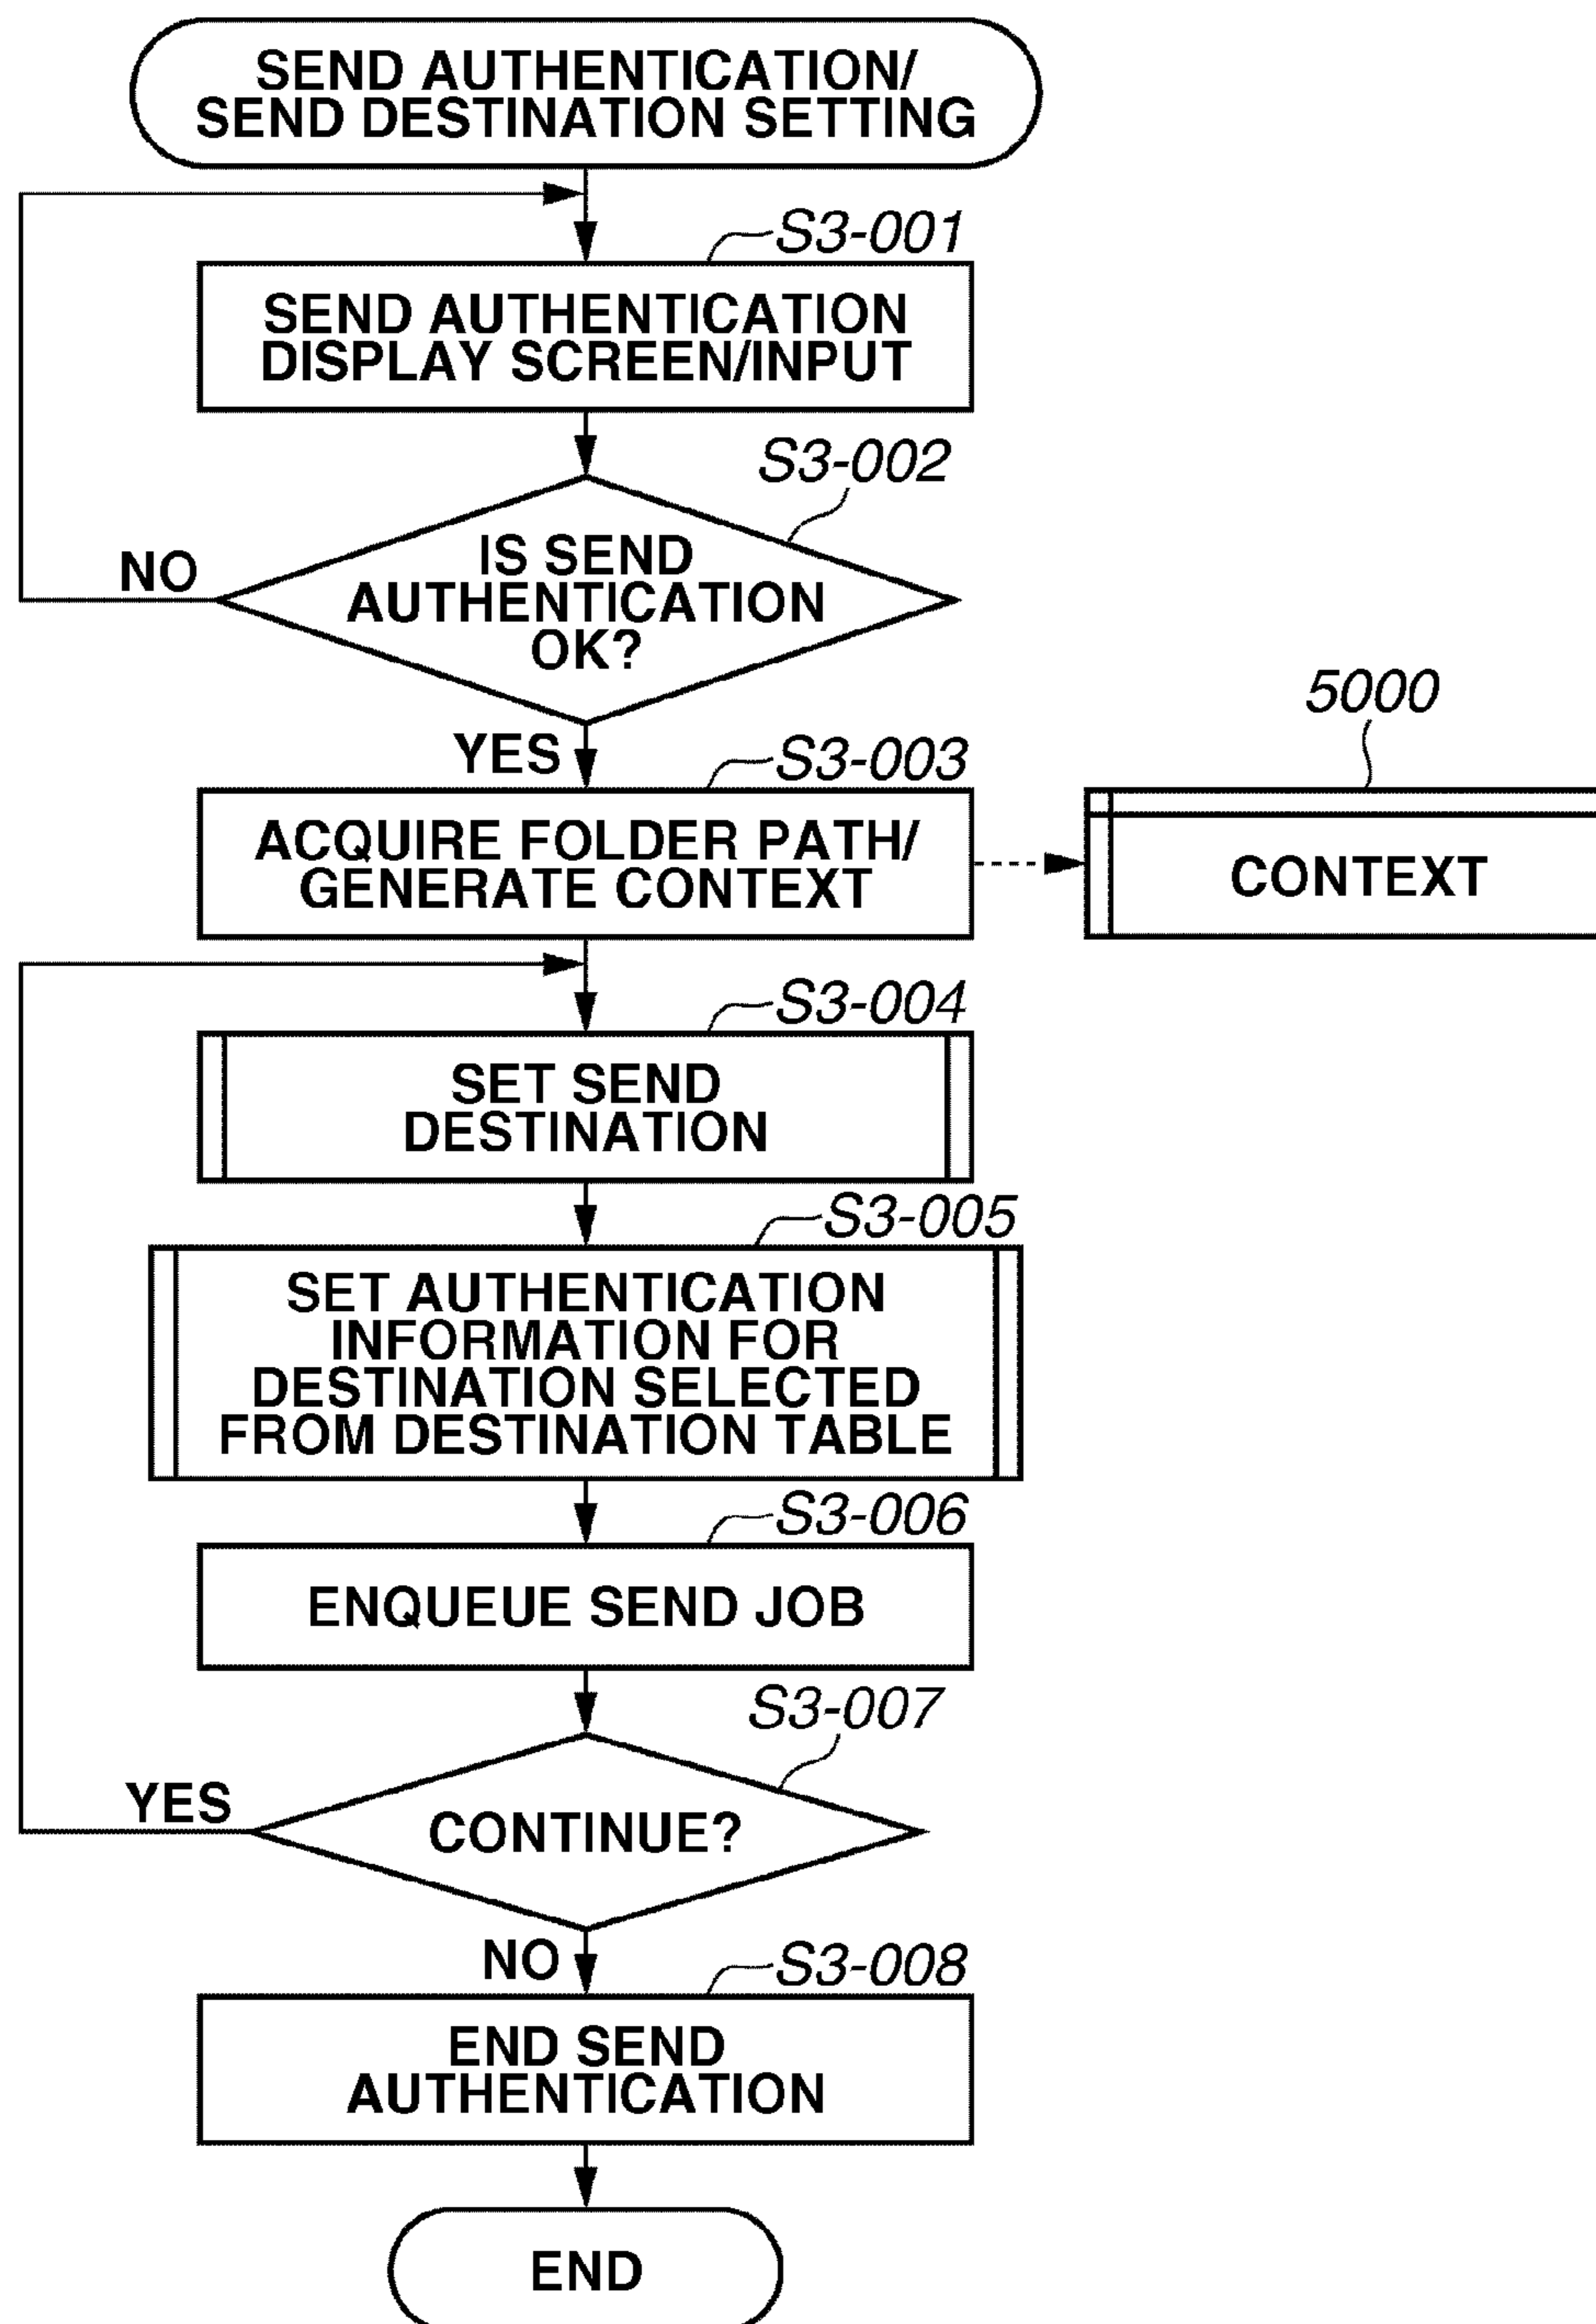 SEND AUTHENTICATION/
SEND DESTINATION SETTING
S3-001
SEND AUTHENTICATION
DISPLAY SCREEN/INPUT
S3-002
IS SEND
AUTHENTICATION
OK?
NO
YES
S3-003
ACQUIRE FOLDER PATH/
GENERATE CONTEXT
5000
CONTEXT
S3-004
SET SEND
DESTINATION
S3-005
SET AUTHENTICATION
INFORMATION FOR
DESTINATION SELECTED
FROM DESTINATION TABLE
S3-006
ENQUEUE SEND JOB
S3-007
CONTINUE?
YES
NO
S3-008
END SEND
AUTHENTICATION
END